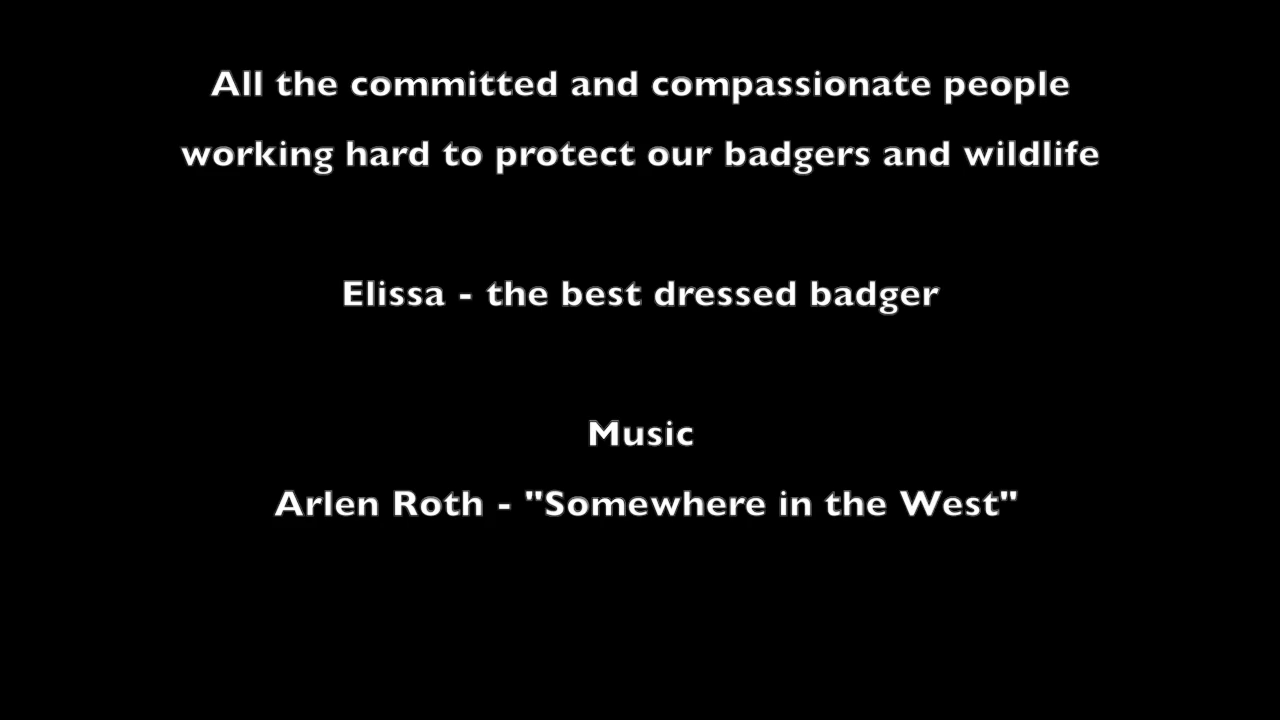 All the committed and compassionate people
working hard to protect our badgers and wildlife
Elissa - the best dressed badger
Music
Arlen Roth - "Somewhere in the West"